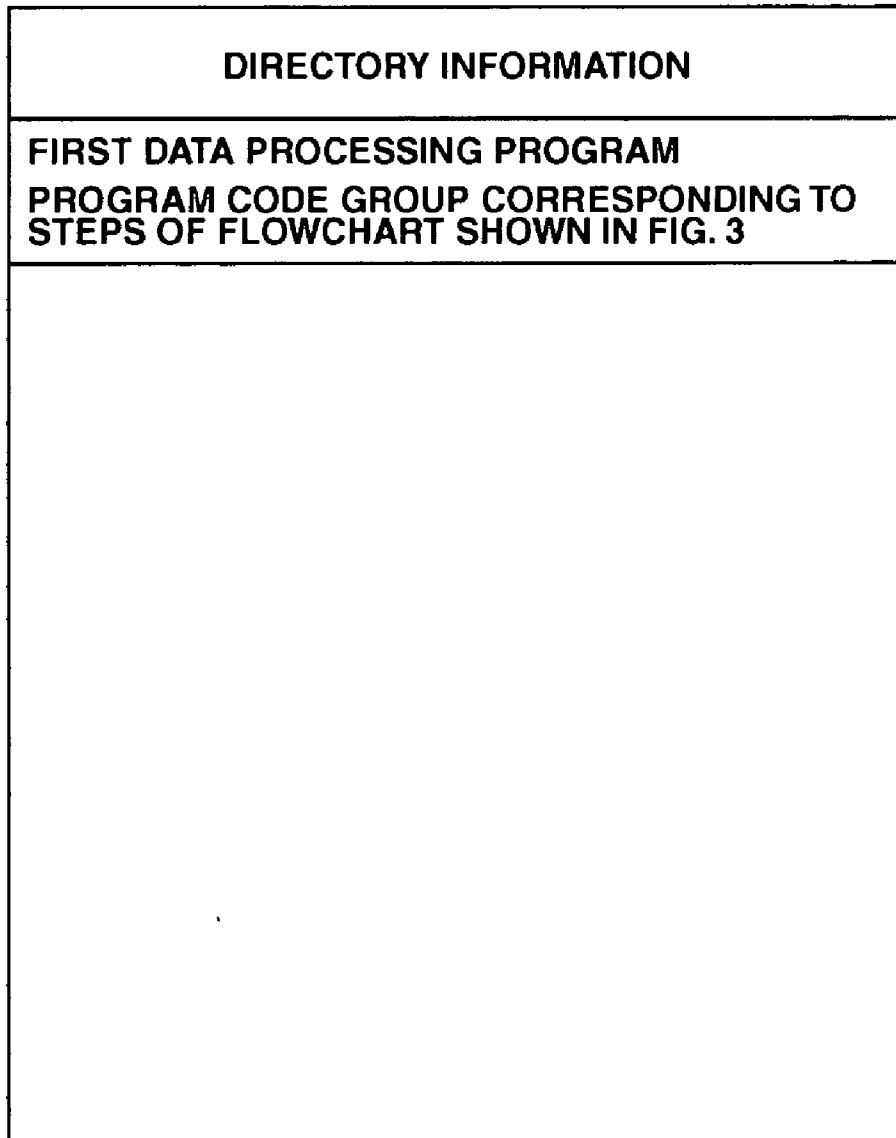 DIRECTORY INFORMATION
FIRST DATA PROCESSING PROGRAM
PROGRAM CODE GROUP CORRESPONDING TO
STEPS OF FLOWCHART SHOWN IN FIG. 3